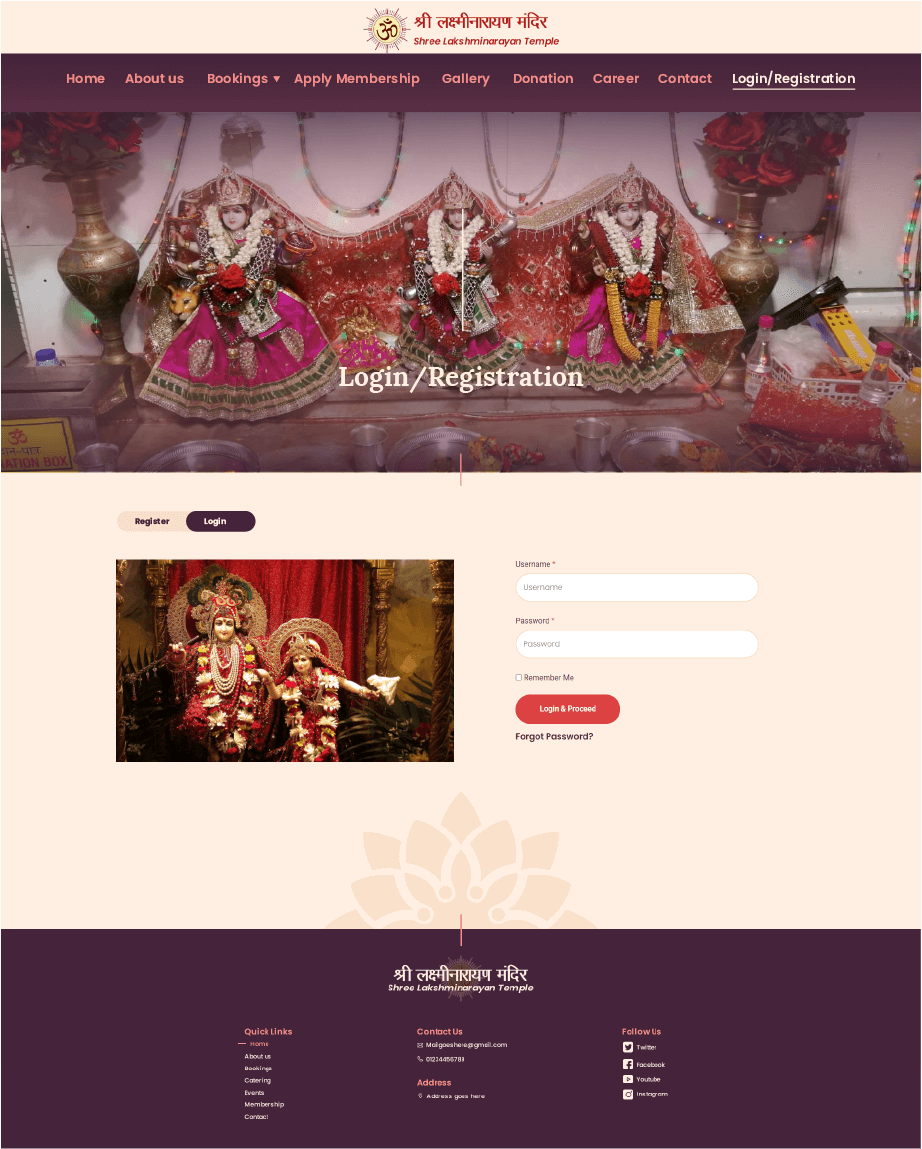 श्री लक्ष्मीनारायण मंदिर
Shree Lakshminarayan Temple
Home About us Bookings ▼ Apply Membership Gallery Donation Career Contact Login/Registration
Login/Registration
ॐ
दान-पात्र
ATION BOX
Register Login
Username *
Username
Password *
Password
Remember Me
Login & Proceed
Forgot Password?
श्री लक्ष्मीनारायण मंदिर
Shree Lakshminarayan Temple
Quick Links
Home
About us
Bookings
Catering
Events
Membership
Contact
Contact Us
Mailgoeshere@gmail.com
Address
Address goes here
Follow Us
Twitter
Facebook
Youtube
Instagram